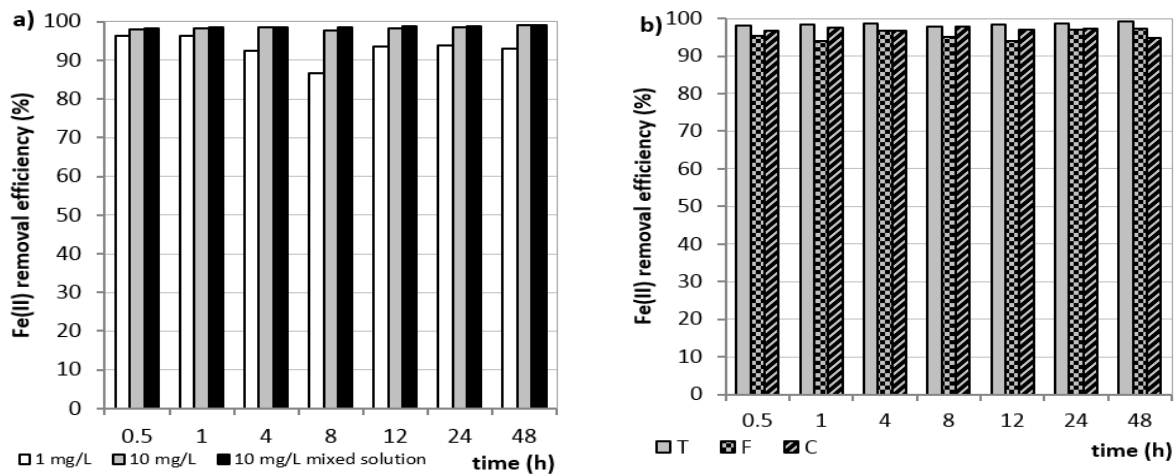 a)
Fe(II) removal efficiency (%)
100
90
80
70
60
50
40
30
20
10
0
0.5 1 4 8 12 24 48
1 mg/L 10 mg/L 10 mg/L mixed solution time (h)
b)
Fe(II) removal efficiency (%)
100
90
80
70
60
50
40
30
20
10
0
0.5 1 4 8 12 24 48
T F C time (h)